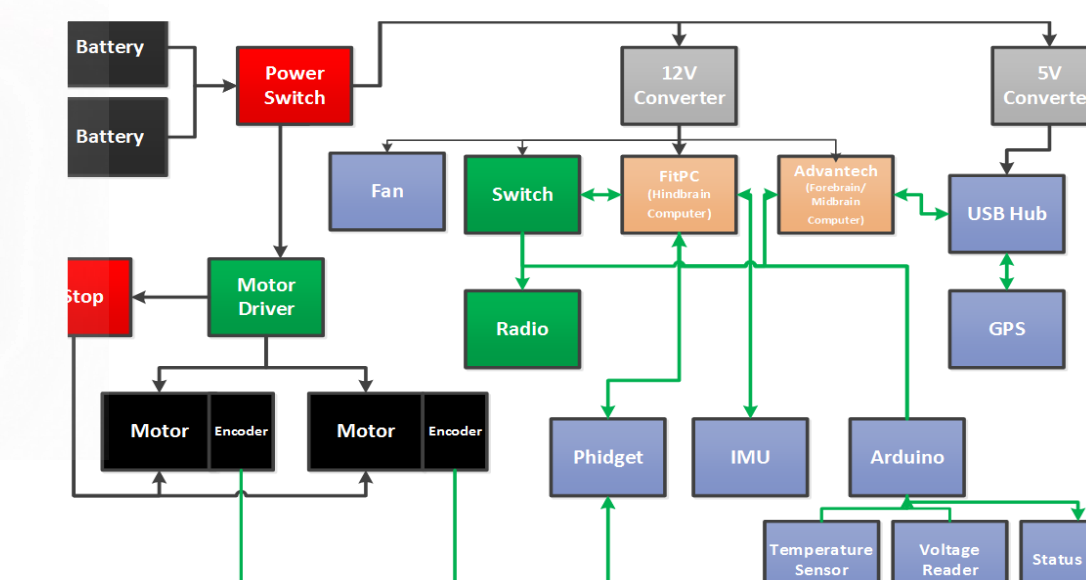 Battery
Battery
Power
Switch
12V
Converter
5V
Converte
Fan
Switch
FitPC
(Hindbrain
Computer)
Advantech
(Forebrain/
Midbrain
Computer)
USB Hub
Stop
Motor
Driver
Radio
GPS
Motor
Encoder
Motor
Encoder
Phidget
IMU
Arduino
Temperature
Sensor
Voltage
Reader
Status